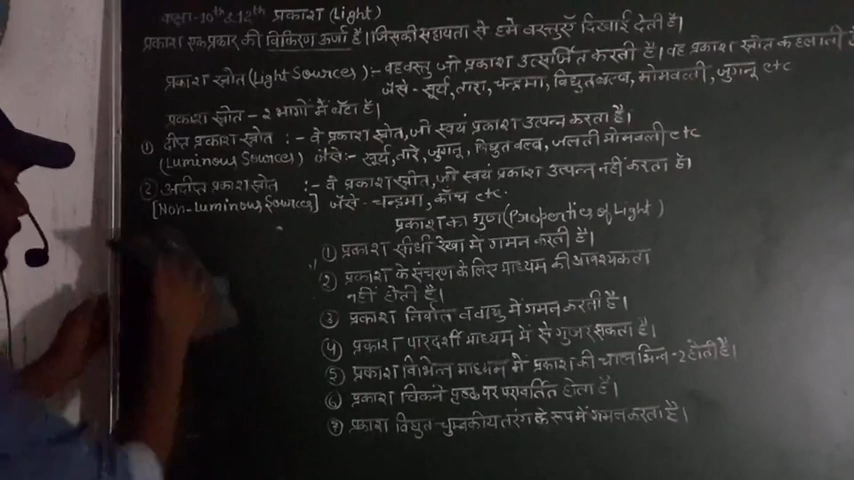 कक्षा-10th & 12th प्रकाश (Light)
प्रकाश एक प्रकार की विकिरण ऊर्जा है। जिसकी सहायता से हमे वस्तुएँ दिखाई देती है।
प्रकाश स्रोत (Light Sources) :- वह वस्तु जो प्रकाश उत्सर्जित करती है। वह प्रकाश स्रोत कहलाती है
जैसे - सूर्य, तारा, चन्द्रमा, विद्युत बल्ब, मोमबत्ती, जुगनू etc
प्रकाश स्रोत - 2 भागों में बँटा है।
① दीप्त प्रकाश स्रोत :- वे प्रकाश स्रोत, जो स्वयं प्रकाश उत्पन्न करता है।
(Luminous Sources) जैसे:- सूर्य, तारे, जुगनू, विद्युत बल्ब, जलती मोमबत्ती etc
② अदीप्त प्रकाश स्रोत :- वे प्रकाश स्रोत, जो स्वयं प्रकाश उत्पन्न नहीं करता है।
[Non-Luminous Sources] जैसे - चन्द्रमा, काँच etc.
प्रकाश का गुण (Properties of Light)
① प्रकाश सीधी रेखा में गमन करती है।
② प्रकाश के संचरण के लिए माध्यम की आवश्यकता
नहीं होती है।
③ प्रकाश निर्वात व वायु में गमन करती है।
④ प्रकाश पारदर्शी माध्यम में से गुजर सकता है।
⑤ प्रकाश विभिन्न माध्यम में प्रकाश की चाल भिन्न-2 होती है।
⑥ प्रकाश चिकने पृष्ठ पर परावर्तित होता है।
⑦ प्रकाश विद्युत-चुम्बकीय तरंग के रूप में गमन करता है।